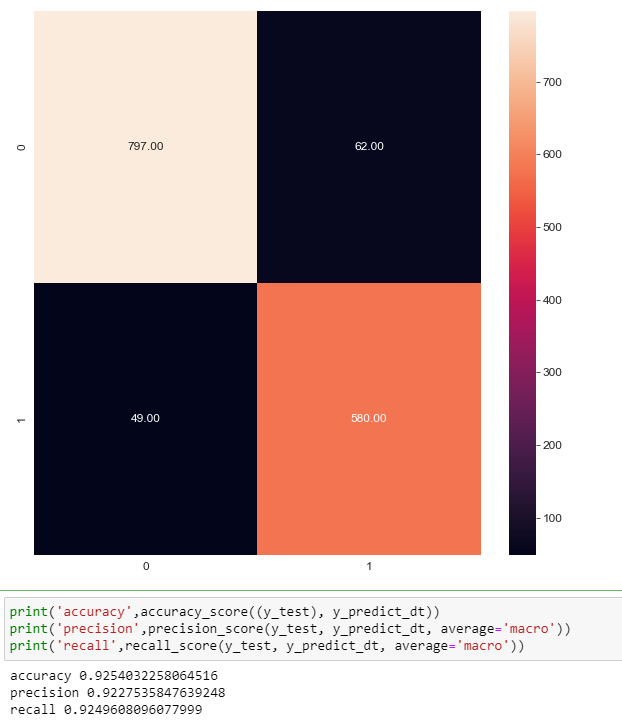 700
0
797.00
62.00
600
500
400
300
1
49.00
580.00
200
100
0
1
print('accuracy',accuracy_score((y_test), y_predict_dt))
print('precision',precision_score(y_test, y_predict_dt, average='macro'))
print('recall',recall_score(y_test, y_predict_dt, average='macro'))
accuracy 0.9254032258064516
precision 0.9227535847639248
recall 0.9249608096077999